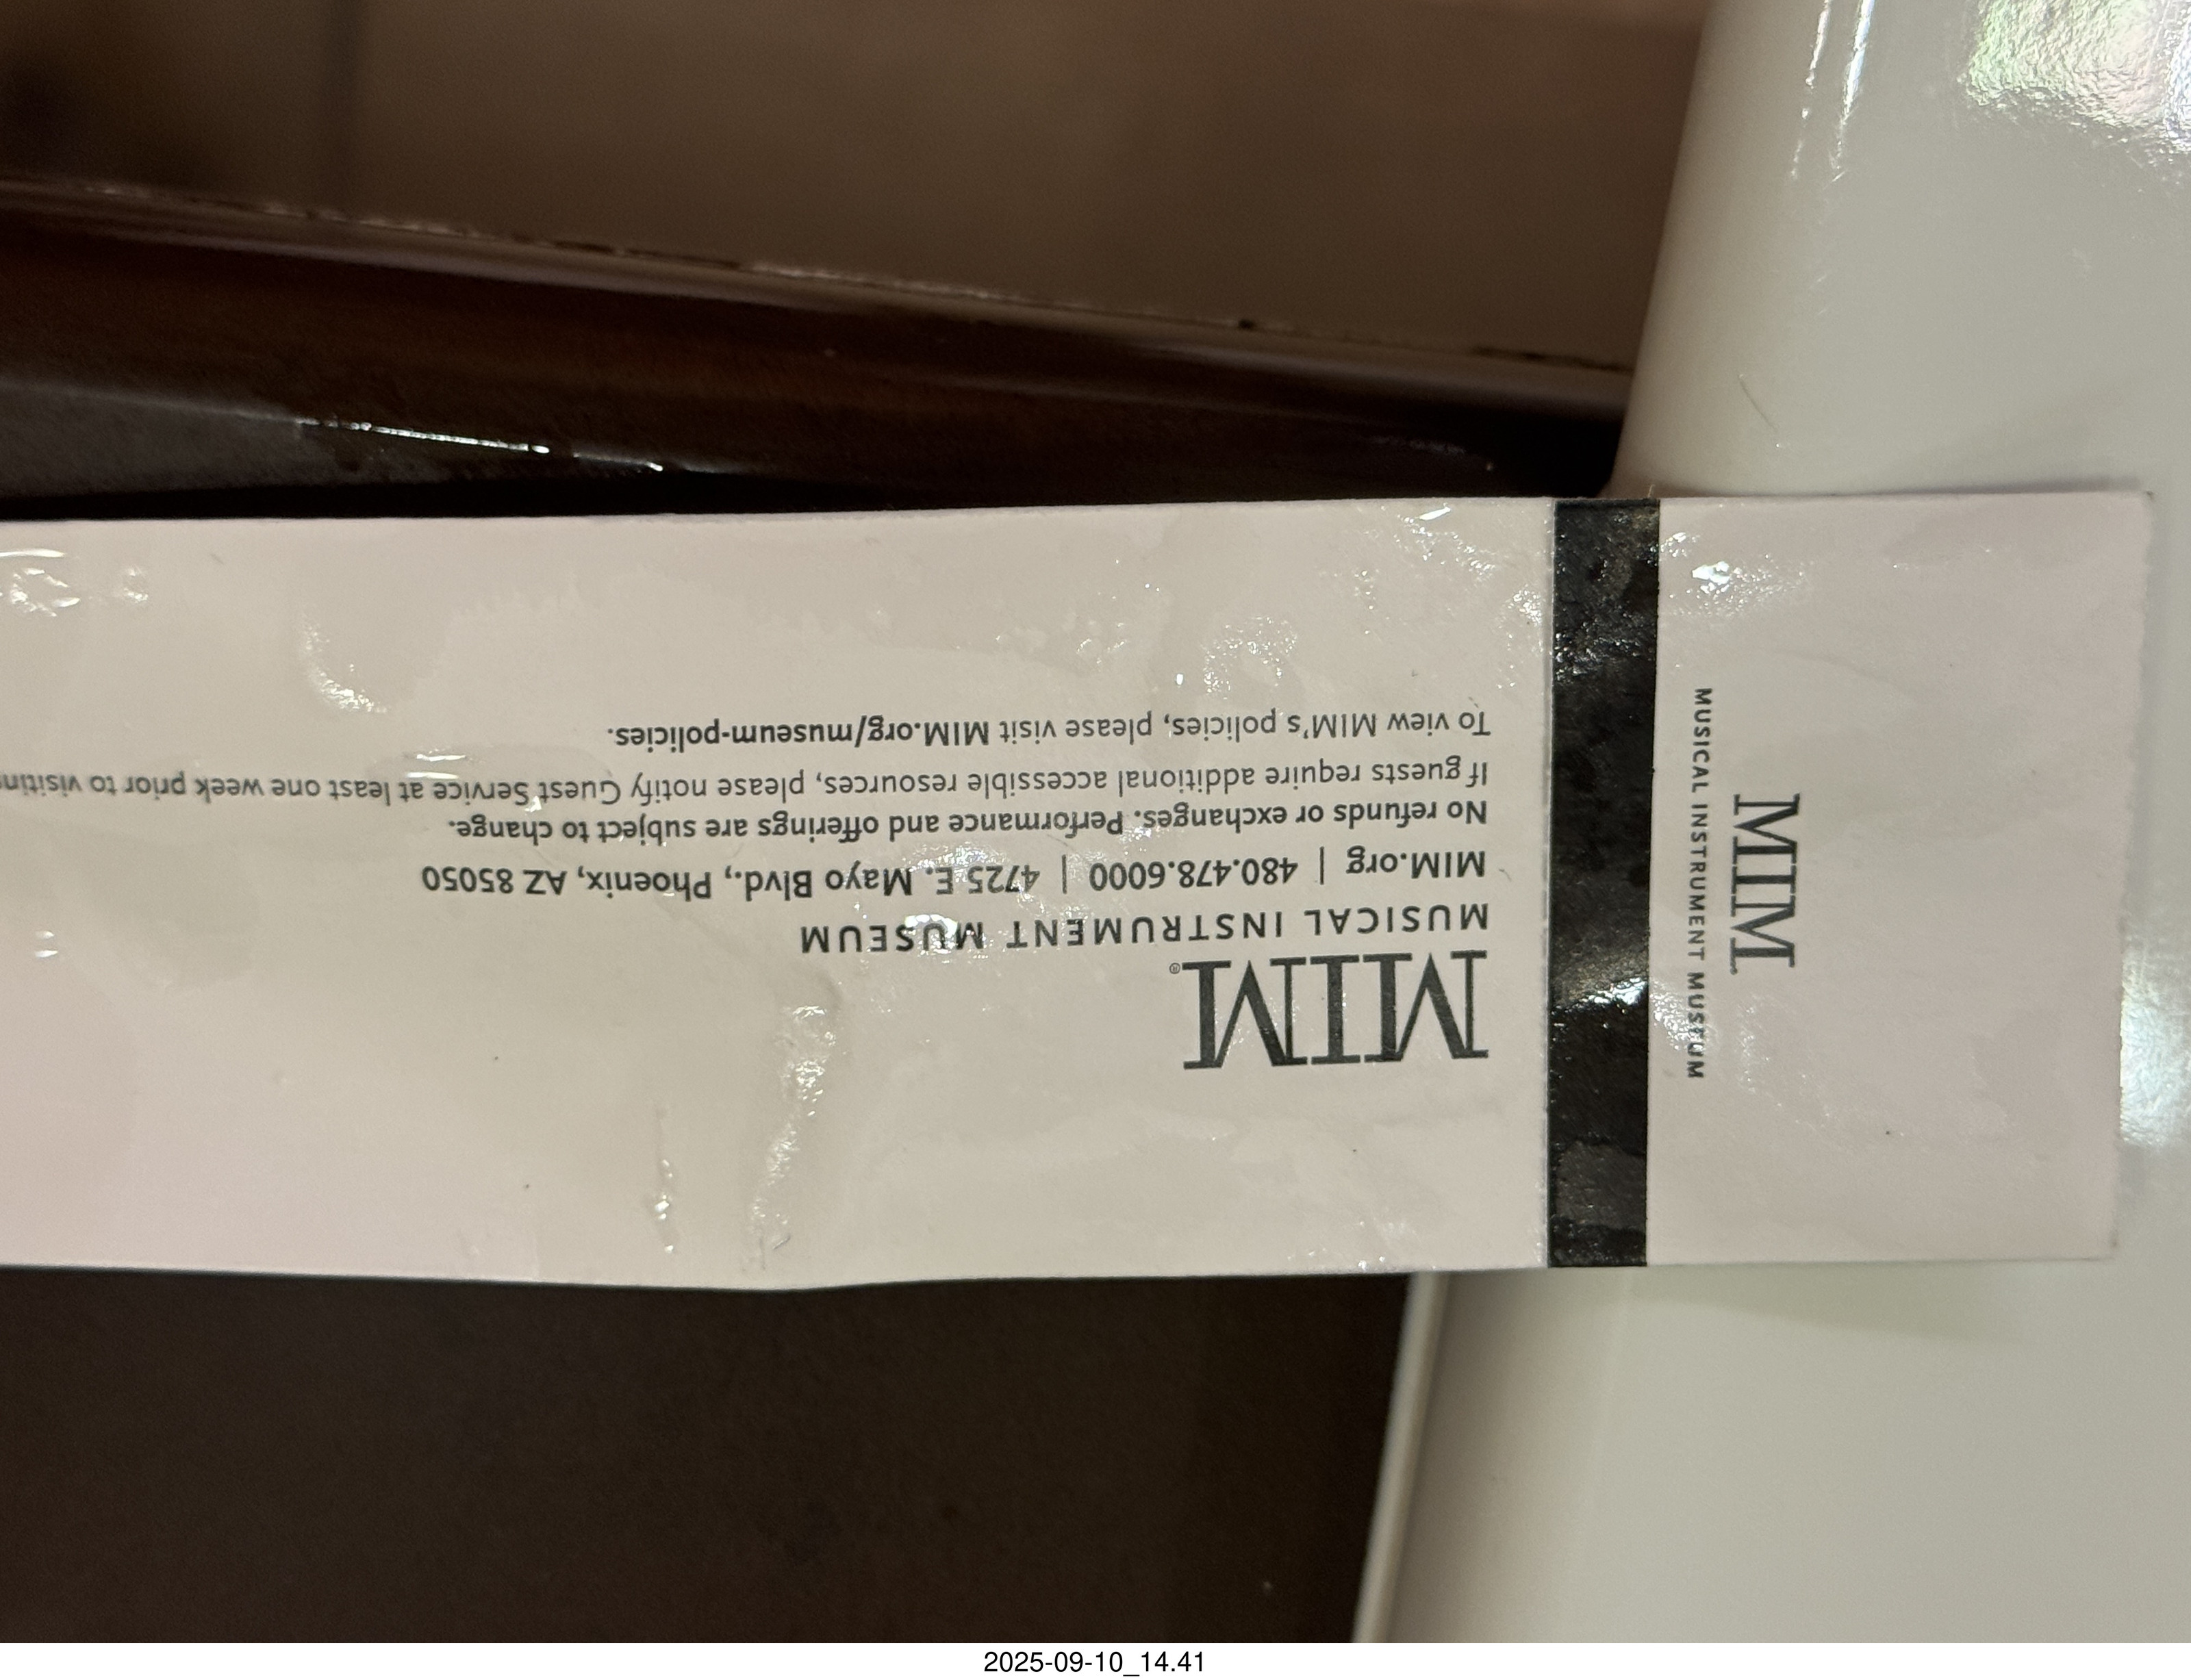 MIM®
MUSICAL INSTRUMENT MUSEUM
MIM.org | 480.478.6000 | 4725 E. Mayo Blvd., Phoenix, AZ 85050
No refunds or exchanges. Performance and offerings are subject to change.
If guests require additional accessible resources, please notify Guest Service at least one week prior to
To view MIM's policies, please visit MIM.org/museum-policies.
MIM
MUSICAL INSTRUMENT MUSEUM
2025-09-10_14.41